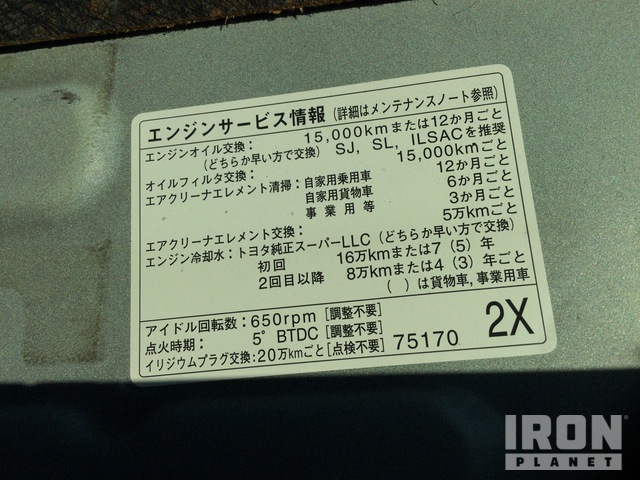 エンジンサービス情報 (詳細はメンテナンスノート参照)
エンジンオイル交換: 15,000kmまたは12か月ごと
(どちらか早い方で交換) SJ, SL, ILSACを推奨
オイルフィルタ交換: 15,000kmごと
エアクリーナエレメント清掃: 自家用乗用車 12か月ごと
自家用貨物車 6か月ごと
事業用等 3か月ごと
エアクリーナエレメント交換: 5万kmごと
エンジン冷却水: トヨタ純正スーパーLLC (どちらか早い方で交換)
初回 16万kmまたは7 (5) 年
2回目以降 8万kmまたは4 (3) 年ごと
( ) は貨物車, 事業用車
アイドル回転数: 650rpm [調整不要]
点火時期: 5° BTDC [調整不要]
イリジウムプラグ交換: 20万kmごと [点検不要] 75170 2X
IRON
PLANET